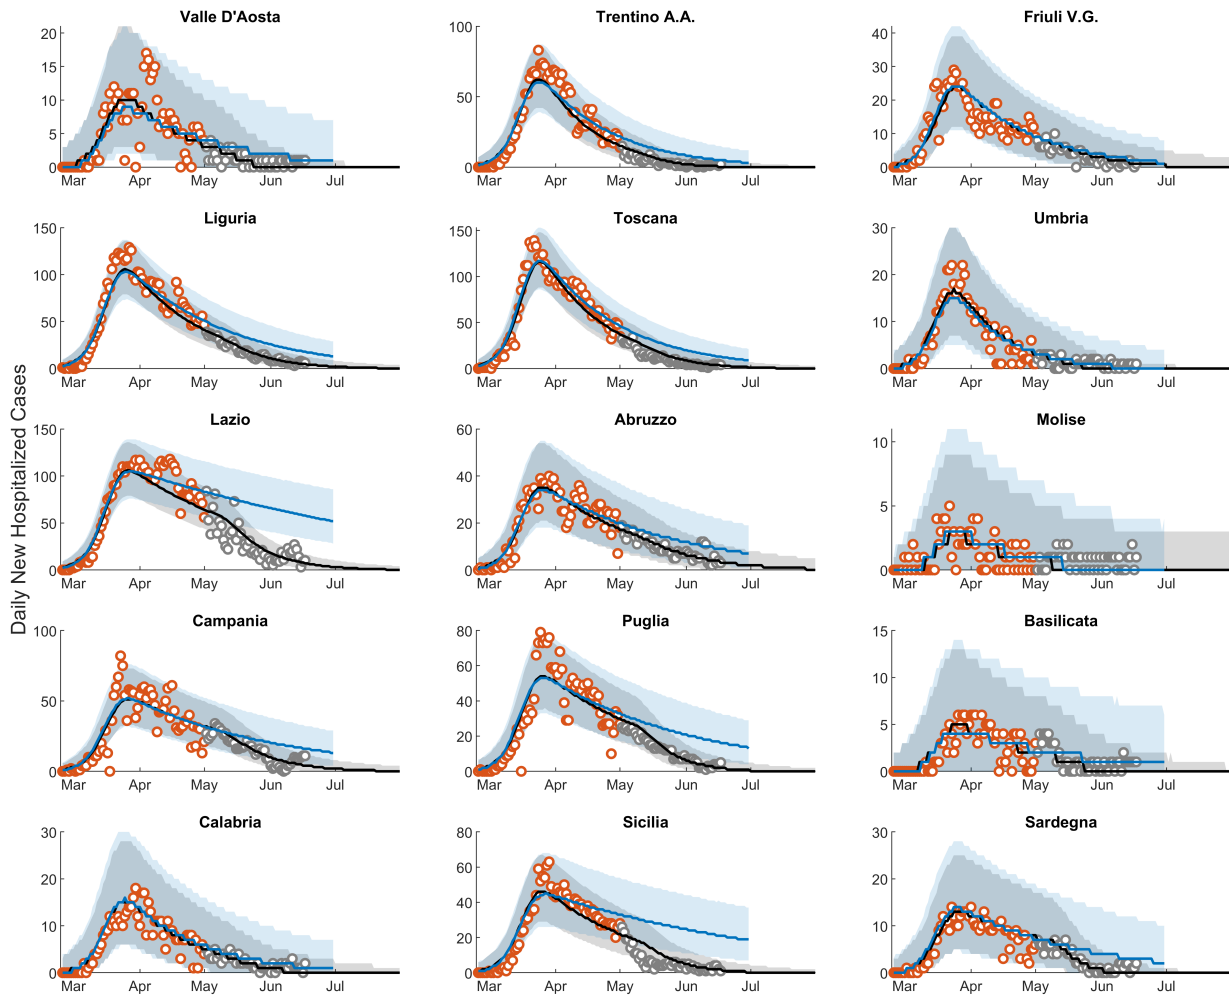 Daily New Hospitalized Cases
Valle D'Aosta
20
15
10
5
0
Mar Apr May Jun Jul
Trentino A.A.
100
50
0
Mar Apr May Jun Jul
Friuli V.G.
40
30
20
10
0
Mar Apr May Jun Jul
Liguria
150
100
50
0
Mar Apr May Jun Jul
Toscana
150
100
50
0
Mar Apr May Jun Jul
Umbria
30
20
10
0
Mar Apr May Jun Jul
Lazio
150
100
50
0
Mar Apr May Jun Jul
Abruzzo
60
40
20
0
Mar Apr May Jun Jul
Molise
10
5
0
Mar Apr May Jun Jul
Campania
100
50
0
Mar Apr May Jun Jul
Puglia
80
60
40
20
0
Mar Apr May Jun Jul
Basilicata
15
10
5
0
Mar Apr May Jun Jul
Calabria
30
20
10
0
Mar Apr May Jun Jul
Sicilia
80
60
40
20
0
Mar Apr May Jun Jul
Sardegna
30
20
10
0
Mar Apr May Jun Jul